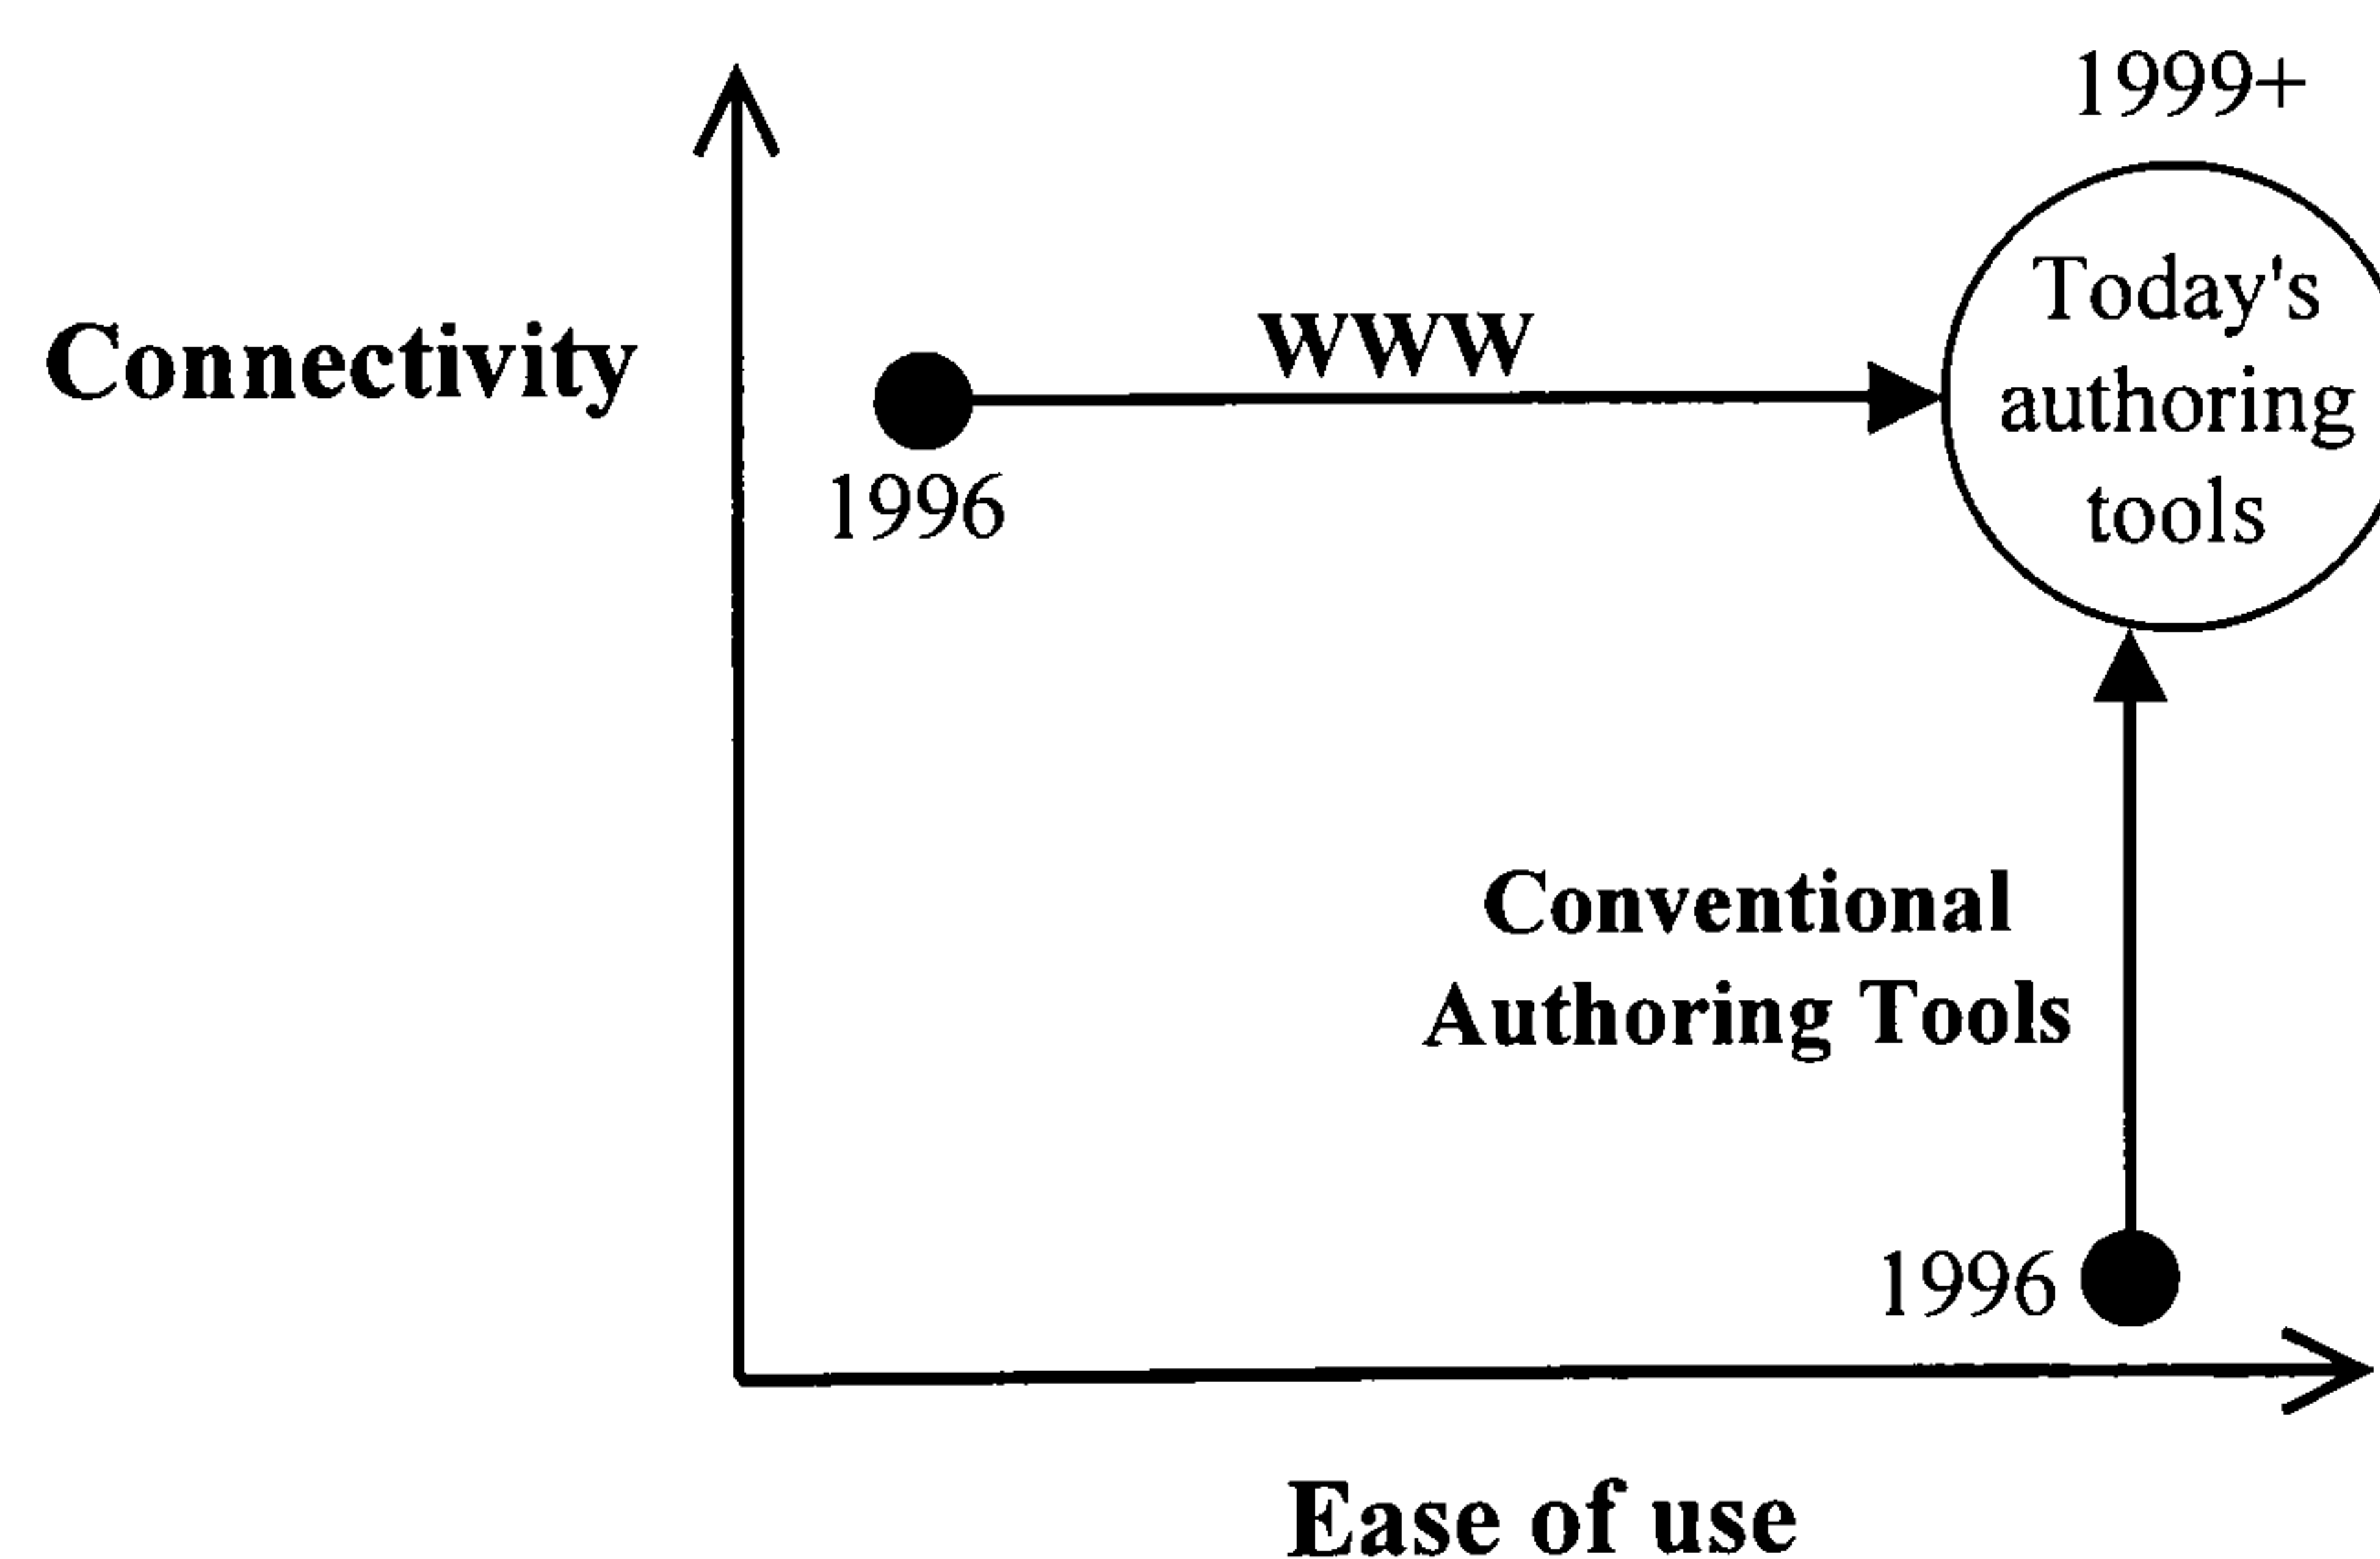 1999+
Today's
authoring
tools
WWW
Connectivity
1996
Conventional
Authoring Tools
1996
Ease of use